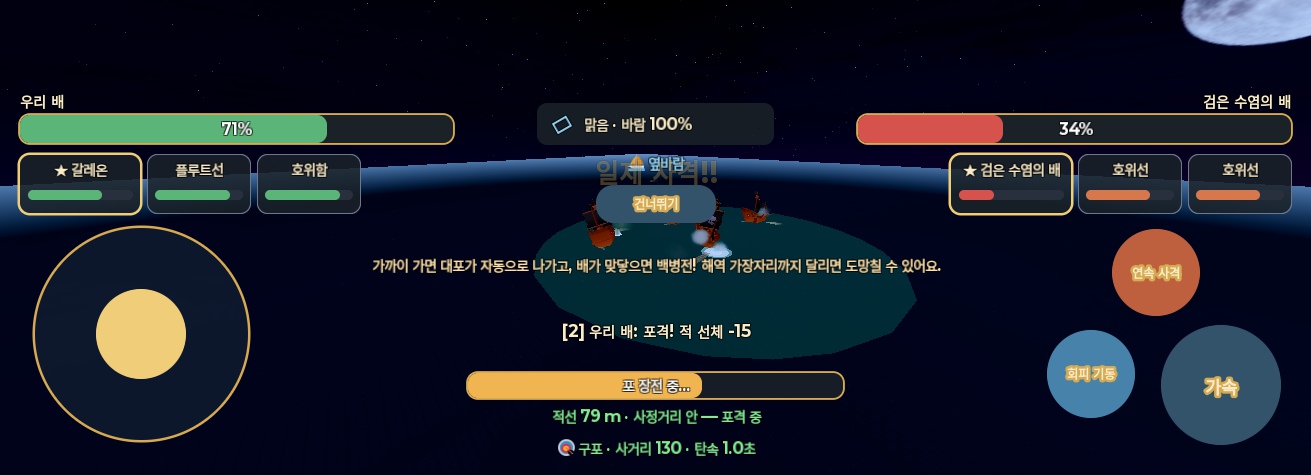 우리 배
검은 수염의 배
71%
맑음 · 바람 100%
34%
★ 갈레온
플루트선
호위함
옆바람
일제 사격!!
★ 검은 수염의 배
호위선
호위선
건너뛰기
가까이 가면 대포가 자동으로 나가고, 배가 맞닿으면 백병전! 해역 가장자리까지 달리면 도망칠 수 있어요.
연속 사격
[2] 우리 배: 포격! 적 선체 -15
회피 기동
가속
포 장전 중...
적선 79 m · 사정거리 안 — 포격 중
구포 · 사거리 130 · 탄속 1.0초